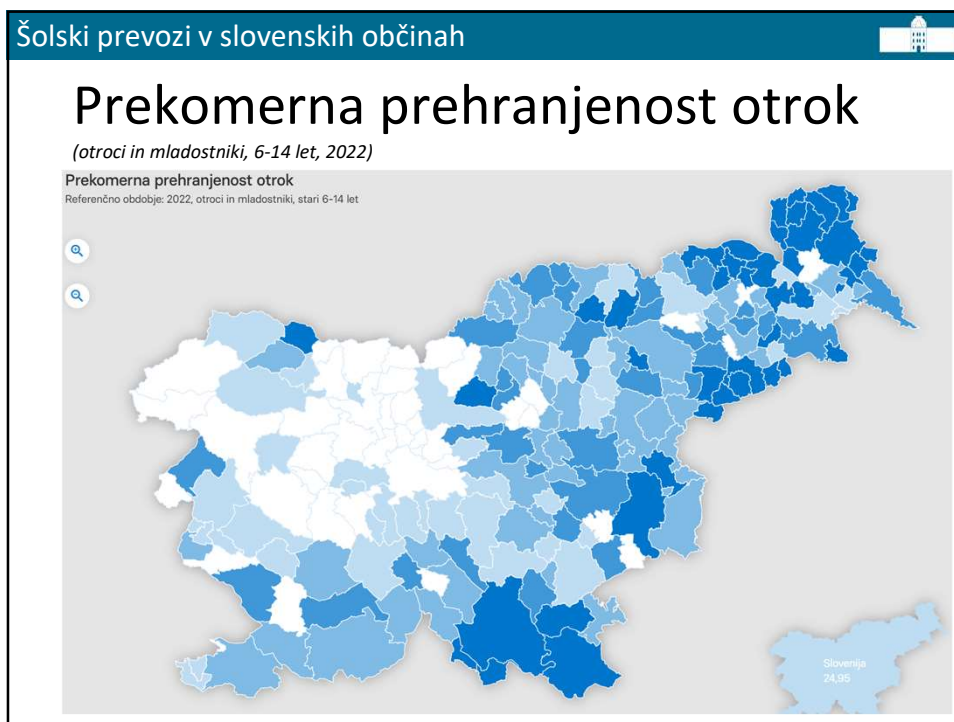 Šolski prevozi v slovenskih občinah
Prekomerna prehranjenost otrok
(otroci in mladostniki, 6-14 let, 2022)
Prekomerna prehranjenost otrok
Referenčno obdobje: 2022, otroci in mladostniki, stari 6-14 let
Slovenija
24,95